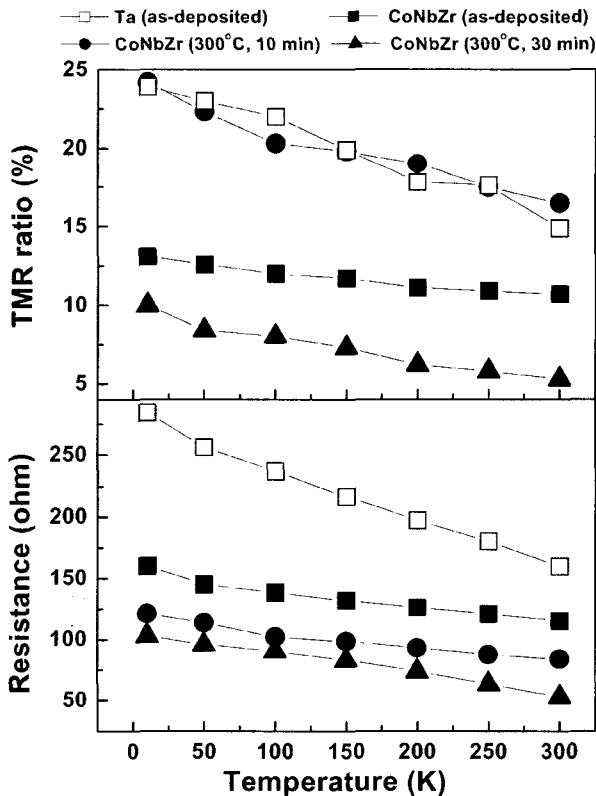 Ta (as-deposited) CoNbZr (as-deposited)
CoNbZr (300°C, 10 min) CoNbZr (300°C, 30 min)
TMR ratio (%)
25
20
15
10
5
Resistance (ohm)
250
200
150
100
50
0 50 100 150 200 250 300
Temperature (K)